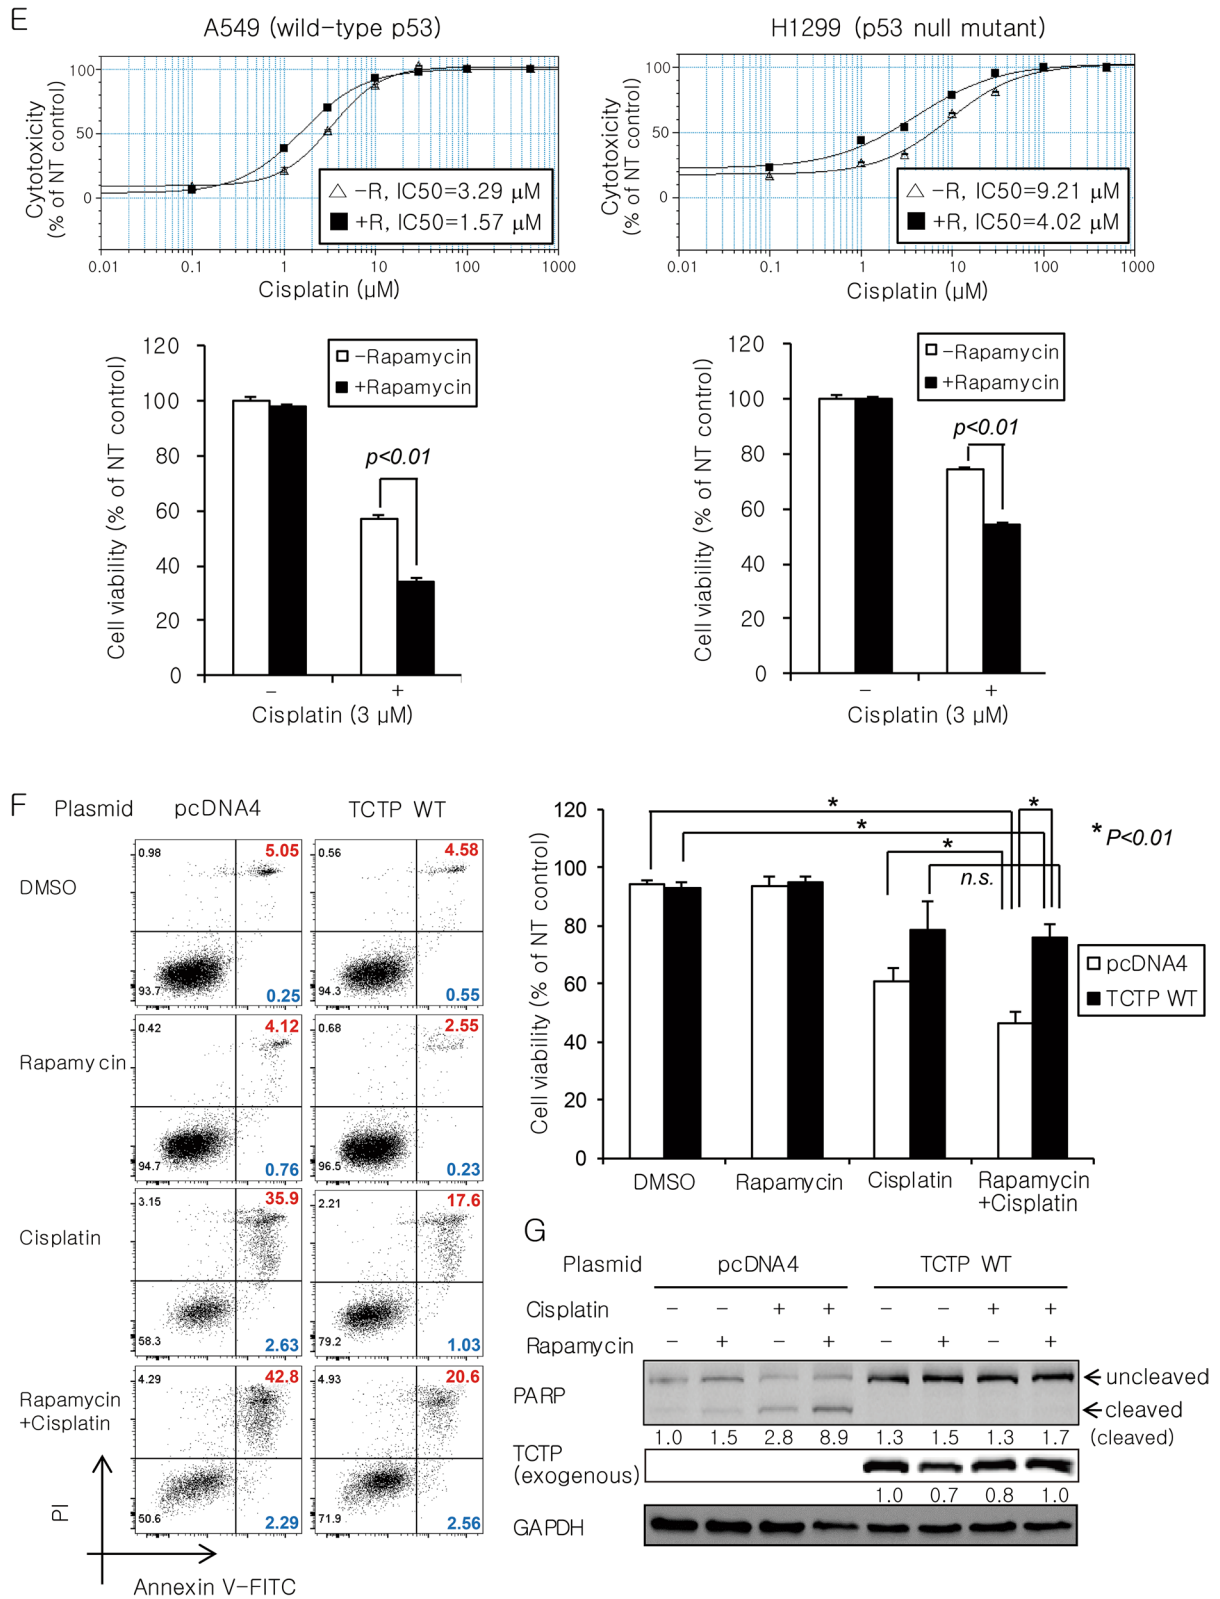 E
A549 (wild-type p53)
100
50
0
Cytotoxicity
(% of NT control)
-R, IC50=3.29 μM
+R, IC50=1.57 μM
0.01 0.1 1 10 100 1000
Cisplatin (μM)
H1299 (p53 null mutant)
100
50
0
Cytotoxicity
(% of NT control)
-R, IC50=9.21 μM
+R, IC50=4.02 μM
0.01 0.1 1 10 100 1000
Cisplatin (μM)
120
100
80
60
40
20
0
Cell viability (% of NT control)
-Rapamycin
+Rapamycin
p<0.01
- +
Cisplatin (3 μM)
120
100
80
60
40
20
0
Cell viability (% of NT control)
-Rapamycin
+Rapamycin
p<0.01
- +
Cisplatin (3 μM)
F
Plasmid pcDNA4 TCTP WT
DMSO
0.98 5.05 0.56 4.58
93.7 0.25 94.3 0.55
Rapamycin
0.42 4.12 0.68 2.55
94.7 0.76 96.5 0.23
Cisplatin
3.15 35.9 2.21 17.6
58.3 2.63 79.2 1.03
Rapamycin
+Cisplatin
4.29 42.8 4.93 20.6
50.6 2.29 71.9 2.56
PI
Annexin V-FITC
120
100
80
60
40
20
0
Cell viability (% of NT control)
* *
*
*
n.s.
* P<0.01
pcDNA4
TCTP WT
DMSO Rapamycin Cisplatin Rapamycin
+Cisplatin
G
Plasmid pcDNA4 TCTP WT
Cisplatin - - + + - - + +
Rapamycin - + - + - + - +
PARP
uncleaved
cleaved
1.0 1.5 2.8 8.9 1.3 1.5 1.3 1.7 (cleaved)
TCTP
(exogenous)
1.0 0.7 0.8 1.0
GAPDH